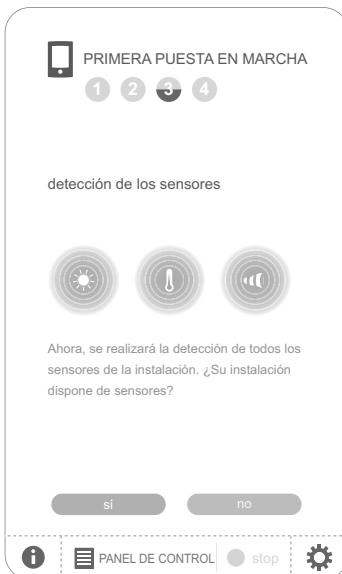 PRIMERA PUESTA EN MARCHA
1 2 3 4
detección de los sensores
Ahora, se realizará la detección de todos los
sensores de la instalación. ¿Su instalación
dispone de sensores?
sí no
i PANEL DE CONTROL stop